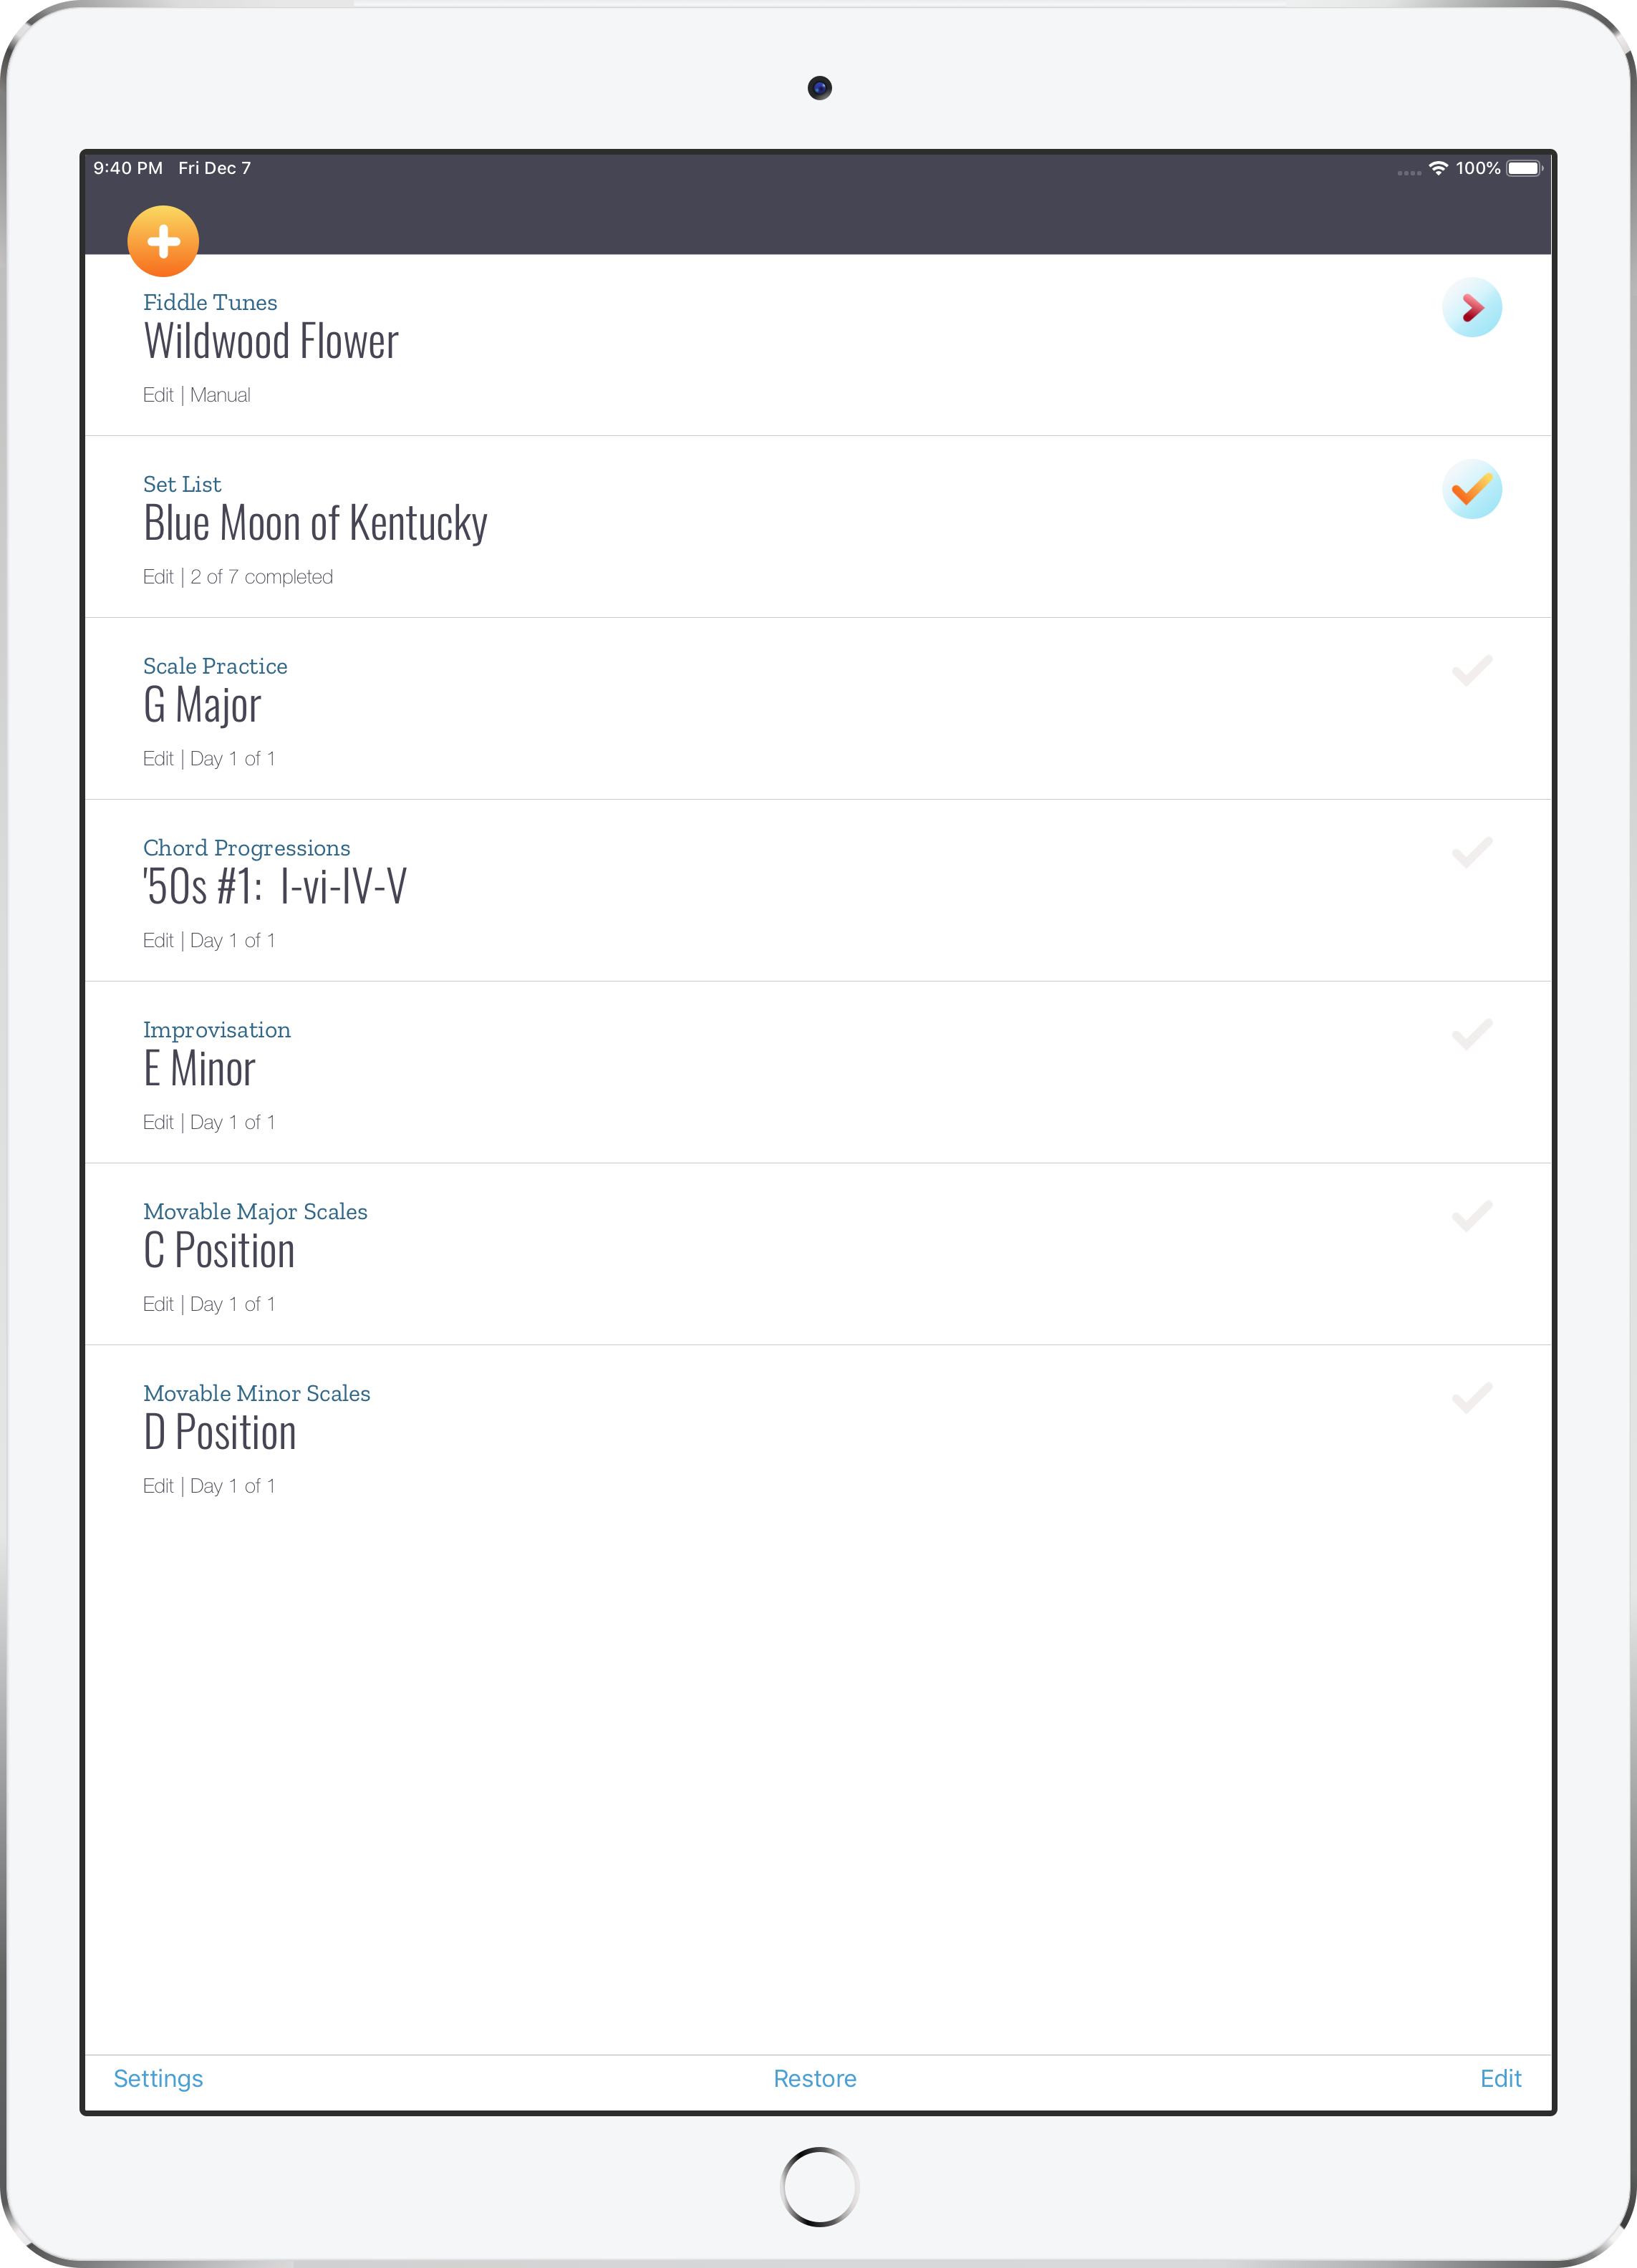 9:40 PM Fri Dec 7 100%
Fiddle Tunes
Wildwood Flower
Edit | Manual
Set List
Blue Moon of Kentucky
Edit | 2 of 7 completed
Scale Practice
G Major
Edit | Day 1 of 1
Chord Progressions
'50s #1: I-vi-IV-V
Edit | Day 1 of 1
Improvisation
E Minor
Edit | Day 1 of 1
Movable Major Scales
C Position
Edit | Day 1 of 1
Movable Minor Scales
D Position
Edit | Day 1 of 1
Settings Restore Edit